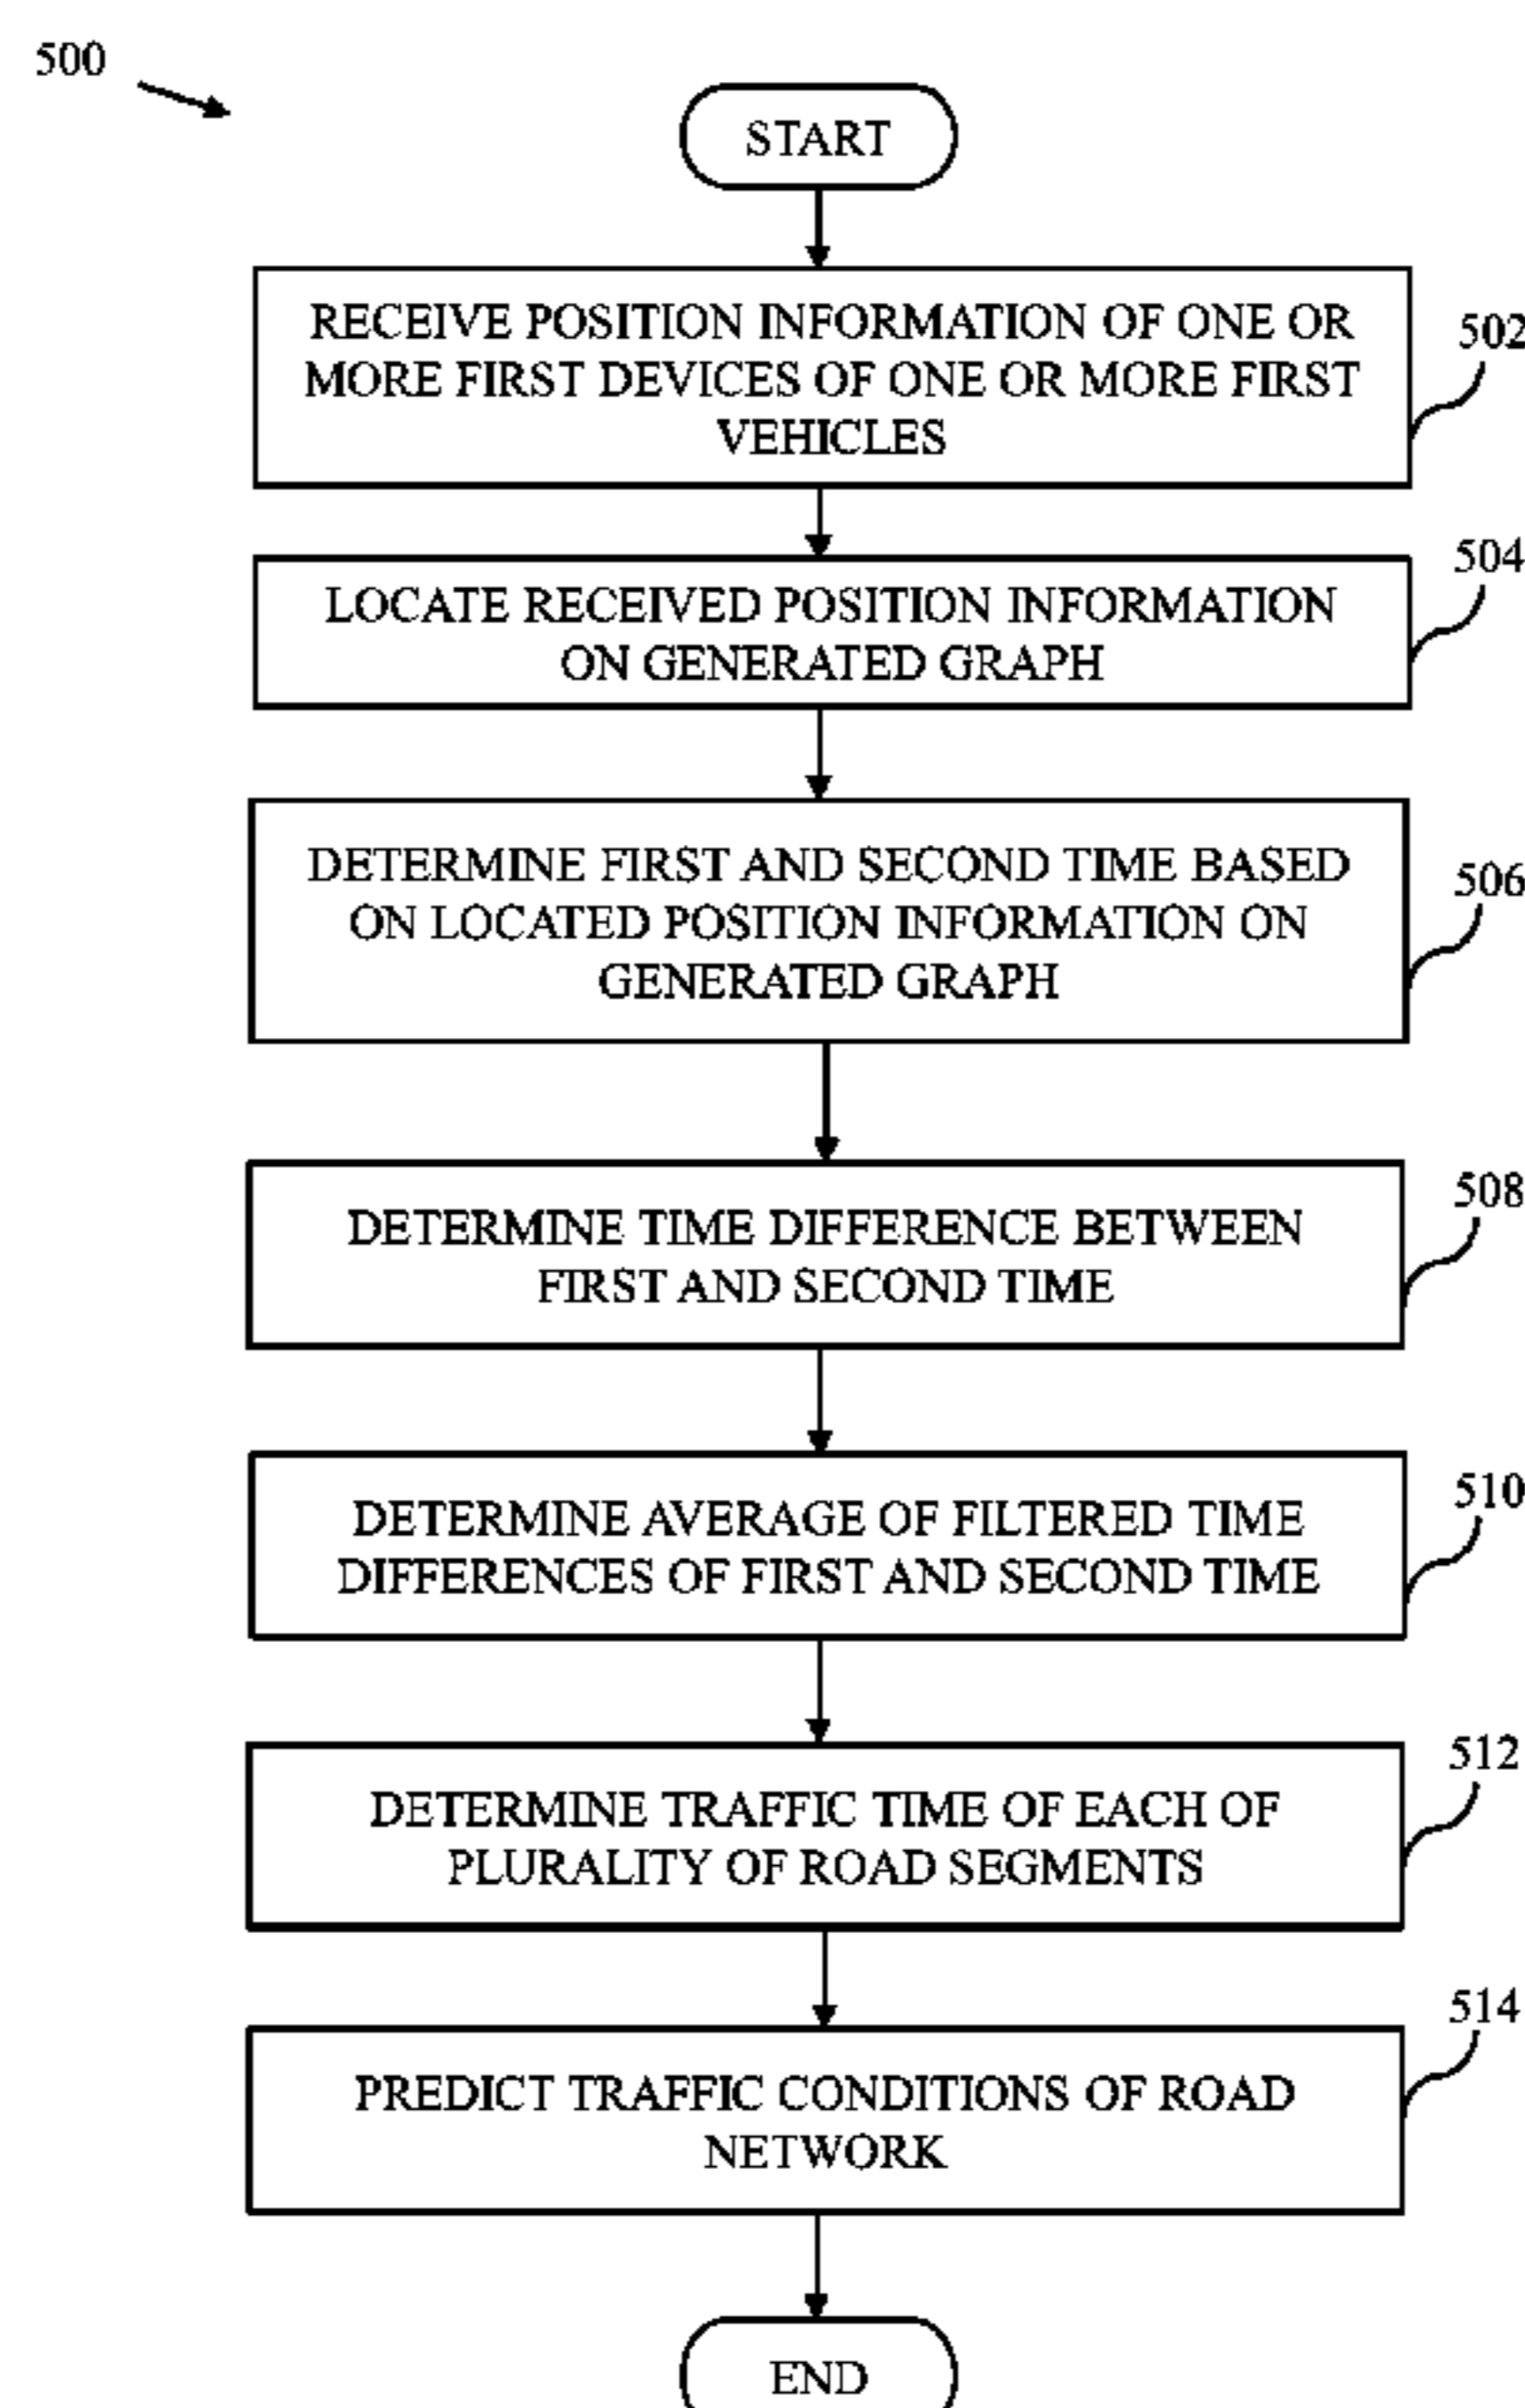 500
START
RECEIVE POSITION INFORMATION OF ONE OR
MORE FIRST DEVICES OF ONE OR MORE FIRST
VEHICLES
502
LOCATE RECEIVED POSITION INFORMATION
ON GENERATED GRAPH
504
DETERMINE FIRST AND SECOND TIME BASED
ON LOCATED POSITION INFORMATION ON
GENERATED GRAPH
506
DETERMINE TIME DIFFERENCE BETWEEN
FIRST AND SECOND TIME
508
DETERMINE AVERAGE OF FILTERED TIME
DIFFERENCES OF FIRST AND SECOND TIME
510
DETERMINE TRAFFIC TIME OF EACH OF
PLURALITY OF ROAD SEGMENTS
512
PREDICT TRAFFIC CONDITIONS OF ROAD
NETWORK
514
END